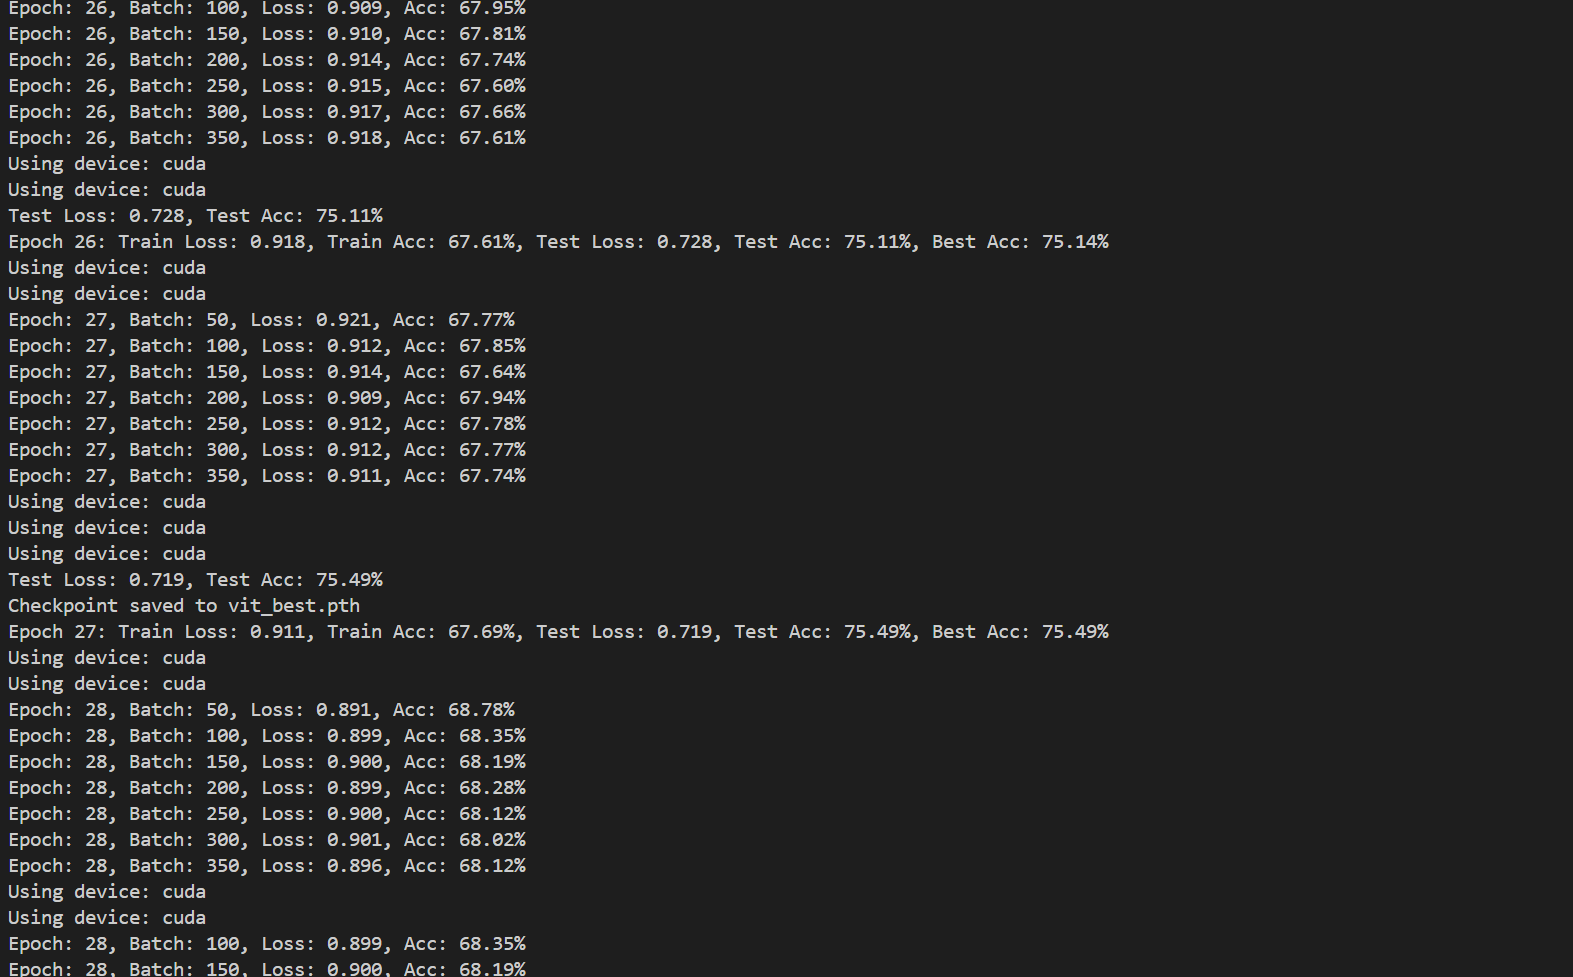 Epoch: 26, Batch: 100, Loss: 0.909, Acc: 67.95%
Epoch: 26, Batch: 150, Loss: 0.910, Acc: 67.81%
Epoch: 26, Batch: 200, Loss: 0.914, Acc: 67.74%
Epoch: 26, Batch: 250, Loss: 0.915, Acc: 67.60%
Epoch: 26, Batch: 300, Loss: 0.917, Acc: 67.66%
Epoch: 26, Batch: 350, Loss: 0.918, Acc: 67.61%
Using device: cuda
Using device: cuda
Test Loss: 0.728, Test Acc: 75.11%
Epoch 26: Train Loss: 0.918, Train Acc: 67.61%, Test Loss: 0.728, Test Acc: 75.11%, Best Acc: 75.14%
Using device: cuda
Using device: cuda
Epoch: 27, Batch: 50, Loss: 0.921, Acc: 67.77%
Epoch: 27, Batch: 100, Loss: 0.912, Acc: 67.85%
Epoch: 27, Batch: 150, Loss: 0.914, Acc: 67.64%
Epoch: 27, Batch: 200, Loss: 0.909, Acc: 67.94%
Epoch: 27, Batch: 250, Loss: 0.912, Acc: 67.78%
Epoch: 27, Batch: 300, Loss: 0.912, Acc: 67.77%
Epoch: 27, Batch: 350, Loss: 0.911, Acc: 67.74%
Using device: cuda
Using device: cuda
Using device: cuda
Test Loss: 0.719, Test Acc: 75.49%
Checkpoint saved to vit_best.pth
Epoch 27: Train Loss: 0.911, Train Acc: 67.69%, Test Loss: 0.719, Test Acc: 75.49%, Best Acc: 75.49%
Using device: cuda
Using device: cuda
Epoch: 28, Batch: 50, Loss: 0.891, Acc: 68.78%
Epoch: 28, Batch: 100, Loss: 0.899, Acc: 68.35%
Epoch: 28, Batch: 150, Loss: 0.900, Acc: 68.19%
Epoch: 28, Batch: 200, Loss: 0.899, Acc: 68.28%
Epoch: 28, Batch: 250, Loss: 0.900, Acc: 68.12%
Epoch: 28, Batch: 300, Loss: 0.901, Acc: 68.02%
Epoch: 28, Batch: 350, Loss: 0.896, Acc: 68.12%
Using device: cuda
Using device: cuda
Epoch: 28, Batch: 100, Loss: 0.899, Acc: 68.35%
Epoch: 28, Batch: 150, Loss: 0.900, Acc: 68.19%